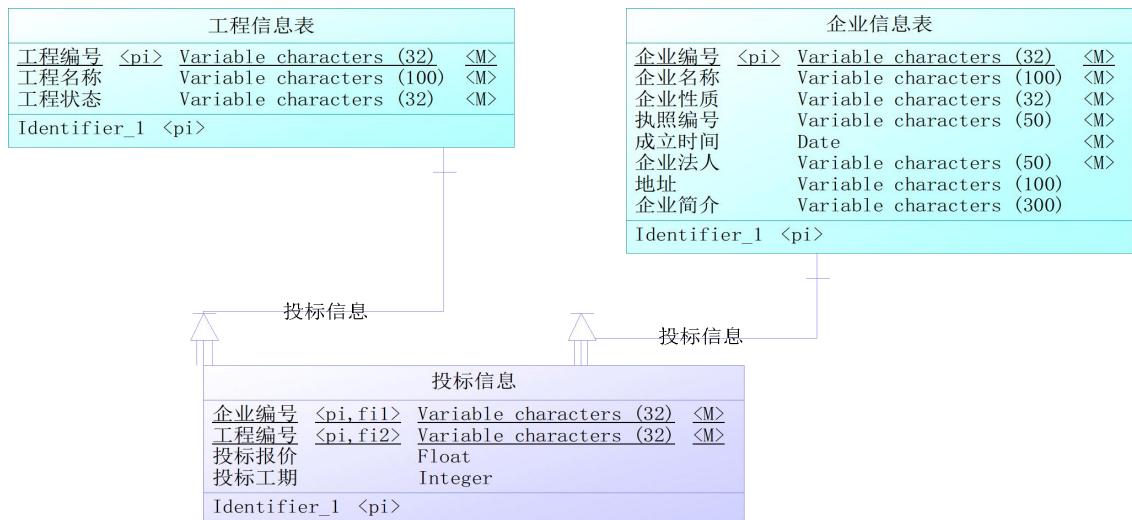 工程信息表
工程编号 <pi> Variable characters (32) <M>
工程名称 Variable characters (100) <M>
工程状态 Variable characters (32) <M>
Identifier_1 <pi>
企业信息表
企业编号 <pi> Variable characters (32) <M>
企业名称 Variable characters (100) <M>
企业性质 Variable characters (32) <M>
执照编号 Variable characters (50) <M>
成立时间 Date <M>
企业法人 Variable characters (50) <M>
地址 Variable characters (100)
企业简介 Variable characters (300)
Identifier_1 <pi>
投标信息
投标信息
投标信息
企业编号 <pi,fi1> Variable characters (32) <M>
工程编号 <pi,fi2> Variable characters (32) <M>
投标报价 Float
投标工期 Integer
Identifier_1 <pi>